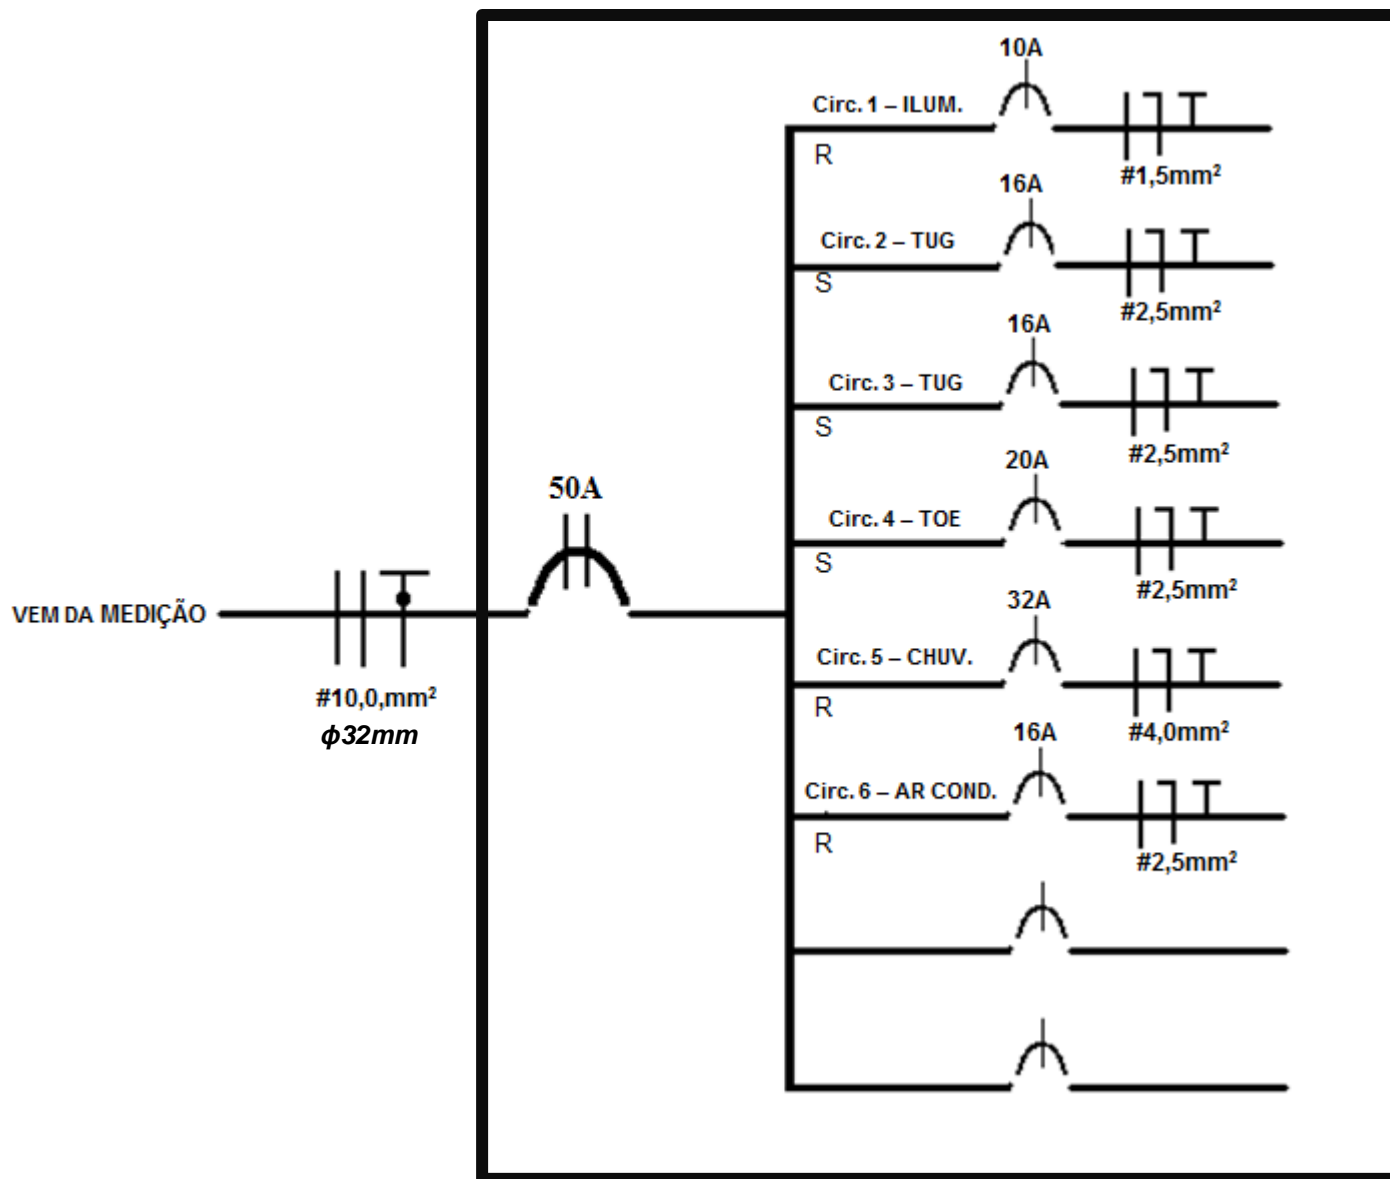 10A
Circ. 1 – ILUM.
R
#1,5mm²
16A
Circ. 2 – TUG
S
#2,5mm²
16A
Circ. 3 – TUG
S
#2,5mm²
20A
Circ. 4 – TOE
S
#2,5mm²
50A
VEM DA MEDIÇÃO
#10,0,mm²
ϕ32mm
32A
Circ. 5 – CHUV.
R
#4,0mm²
16A
Circ. 6 – AR COND.
R
#2,5mm²